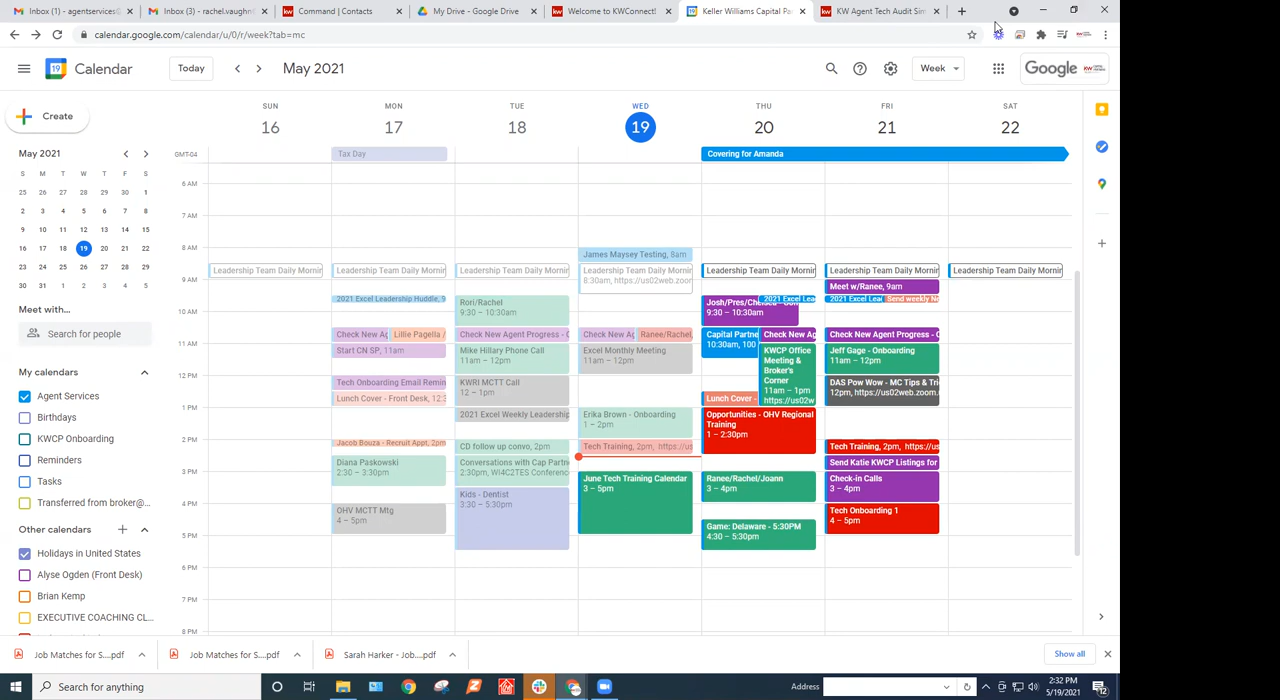 Inbox (1) - agentservices@
Inbox (3) - rachel.vaughn@
Command | Contacts
My Drive - Google Drive
Welcome to KWConnect!
Keller Williams Capital Pa
KW Agent Tech Audit Sim
calendar.google.com/calendar/u/0/r/week?tab=mc
Calendar
Today
May 2021
Week
Google
Create
May 2021
S M T W T F S
25 26 27 28 29 30 1
2 3 4 5 6 7 8
9 10 11 12 13 14 15
16 17 18 19 20 21 22
23 24 25 26 27 28 29
30 31 1 2 3 4 5
Meet with...
Search for people
My calendars
Agent Services
Birthdays
KWCP Onboarding
Reminders
Tasks
Transferred from broker@...
Other calendars
Holidays in United States
Alyse Ogden (Front Desk)
Brian Kemp
EXECUTIVE COACHING CL...
SUN MON TUE WED THU FRI SAT
16 17 18 19 20 21 22
GMT-04
Tax Day
Covering for Amanda
6 AM
7 AM
8 AM
9 AM
10 AM
11 AM
12 PM
1 PM
2 PM
3 PM
4 PM
5 PM
6 PM
7 PM
8 PM
Leadership Team Daily Mornin
Leadership Team Daily Mornin
2021 Excel Leadership Huddle, 9
Check New Ag
Lillie Pagella /
Start CN SP, 11am
Tech Onboarding Email Remin
Lunch Cover - Front Desk, 12:3
Jacob Bouza - Recruit Appt, 2pm
Diana Paskowski
2:30 – 3:30pm
OHV MCTT Mtg
4 – 5pm
Leadership Team Daily Mornin
Rori/Rachel
9:30 – 10:30am
Check New Agent Progress - C
Mike Hillary Phone Call
11am – 12pm
KWRI MCTT Call
12 – 1pm
2021 Excel Weekly Leadership
CD follow up convo, 2pm
Conversations with Cap Partne
2:30pm, WI4C2TES Conference
Kids - Dentist
3:30 – 5:30pm
James Maysey Testing, 8am
Leadership Team Daily Mornin
8:30am, https://us02web.zoom
Check New Ag
Ranee/Rachel,
Excel Monthly Meeting
11am – 12pm
Erika Brown - Onboarding
1 – 2pm
Tech Training, 2pm, https://us
June Tech Training Calendar
3 – 5pm
Leadership Team Daily Mornin
Josh/Pres/Chelsea
9:30 – 10:30am
2021 Excel Lea
Capital Partne
10:30am, 100
Check New Ag
KWCP Office
Meeting &
Broker's
Corner
11am – 1pm
https://us02w
Lunch Cover -
Opportunities - OHV Regional
Training
1 – 2:30pm
Ranee/Rachel/Joann
3 – 4pm
Game: Delaware - 5:30PM
4:30 – 5:30pm
Leadership Team Daily Mornin
Meet w/Ranee, 9am
2021 Excel Lea
Send weekly N
Check New Agent Progress - C
Jeff Gage - Onboarding
11am – 12pm
DAS Pow Wow - MC Tips & Tri
12pm, https://us02web.zoom.
Tech Training, 2pm, https://us
Send Katie KWCP Listings for
Check-in Calls
3 – 4pm
Tech Onboarding 1
4 – 5pm
Leadership Team Daily Mornin
Job Matches for S....pdf
Job Matches for S....pdf
Sarah Harker - Job....pdf
Show all
Search for anything
Address
2:32 PM
5/19/2021